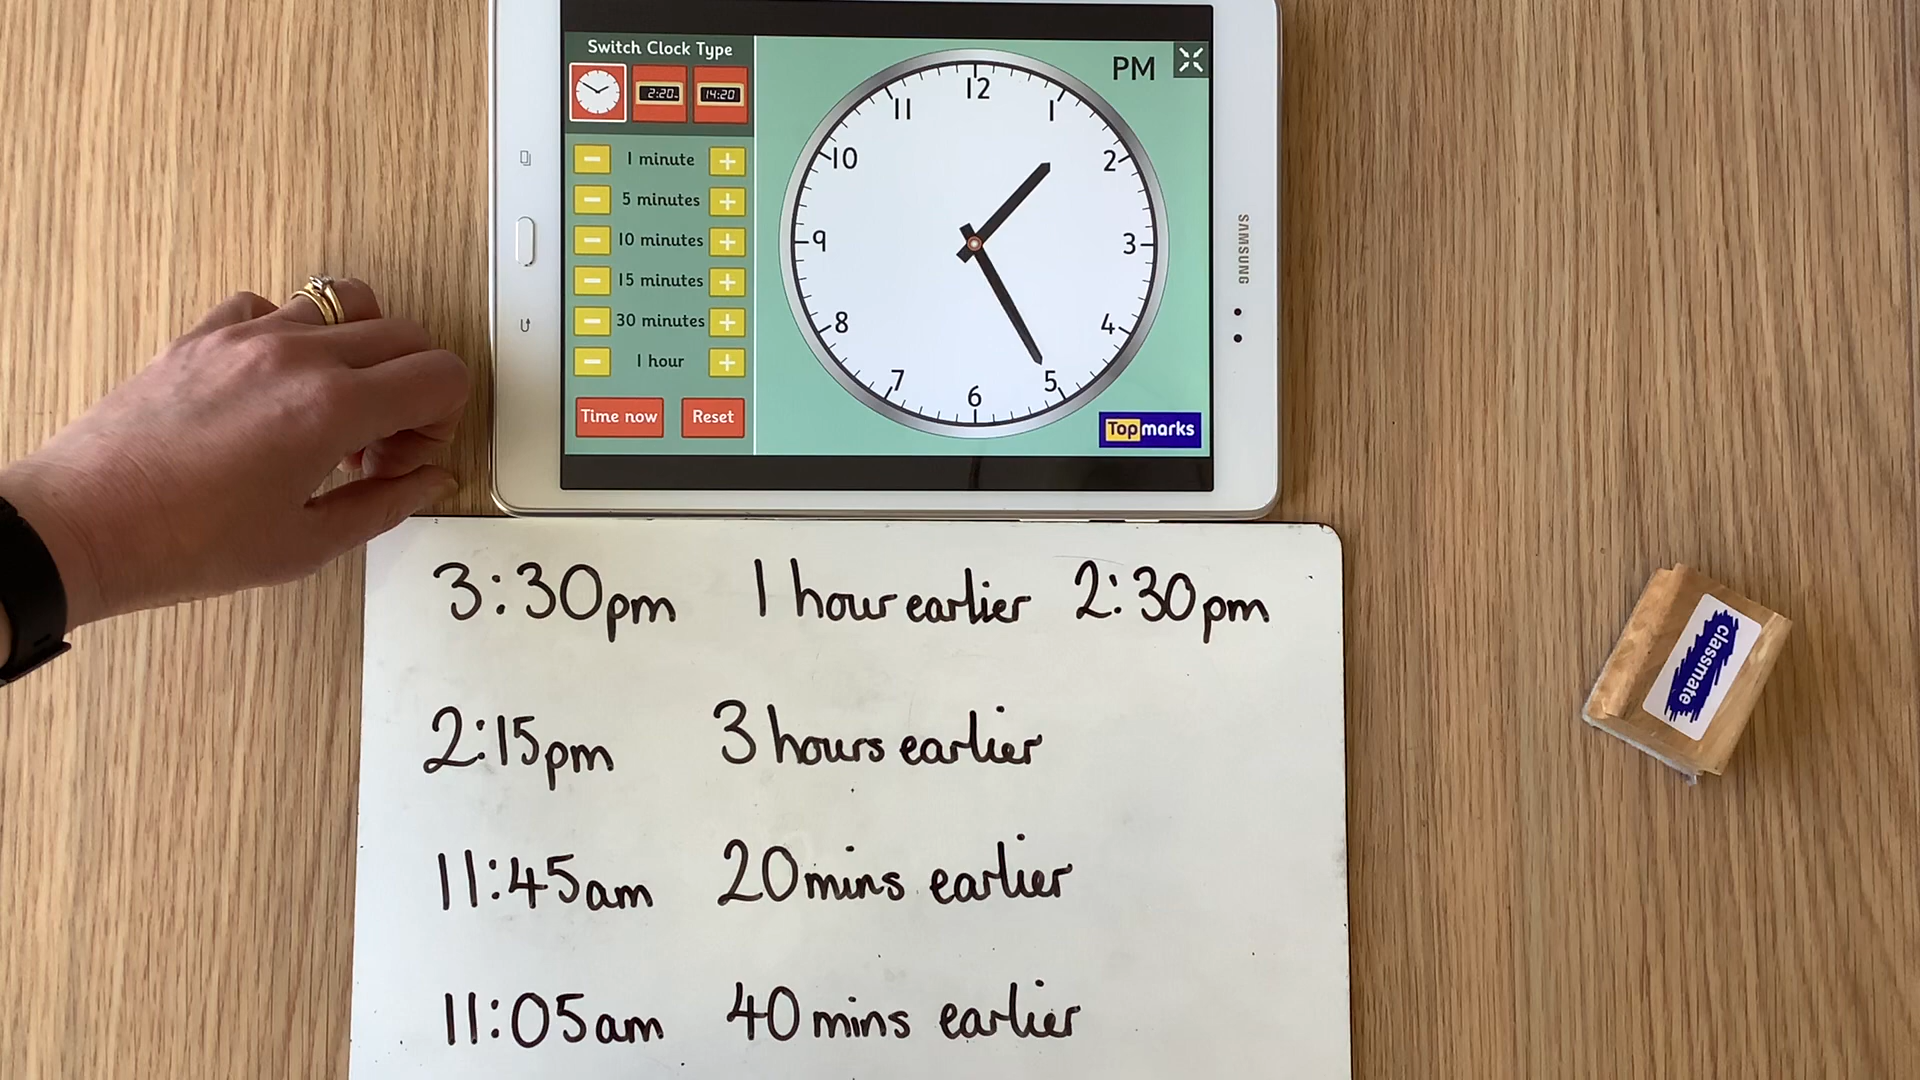 Switch Clock Type
2:20
14:20
1 minute
5 minutes
10 minutes
15 minutes
30 minutes
1 hour
Time now
Reset
PM
12
1
2
3
4
5
6
7
8
9
10
11
Topmarks
SAMSUNG
3:30pm 1 hour earlier 2:30pm
2:15pm 3 hours earlier
11:45am 20mins earlier
11:05am 40mins earlier
classmate